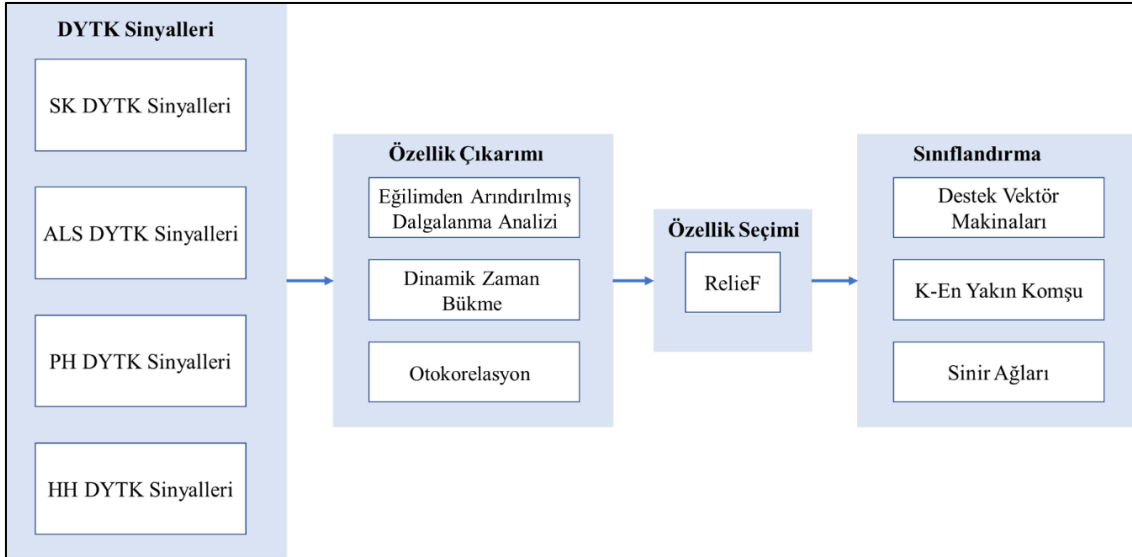 DYTK Sinyalleri
SK DYTK Sinyalleri
ALS DYTK Sinyalleri
PH DYTK Sinyalleri
HH DYTK Sinyalleri
Özellik Çıkarımı
Eğilimden Arındırılmış
Dalgalanma Analizi
Dinamik Zaman
Bükme
Otokorelasyon
Özellik Seçimi
RelieF
Sınıflandırma
Destek Vektör
Makinaları
K-En Yakın Komşu
Sinir Ağları